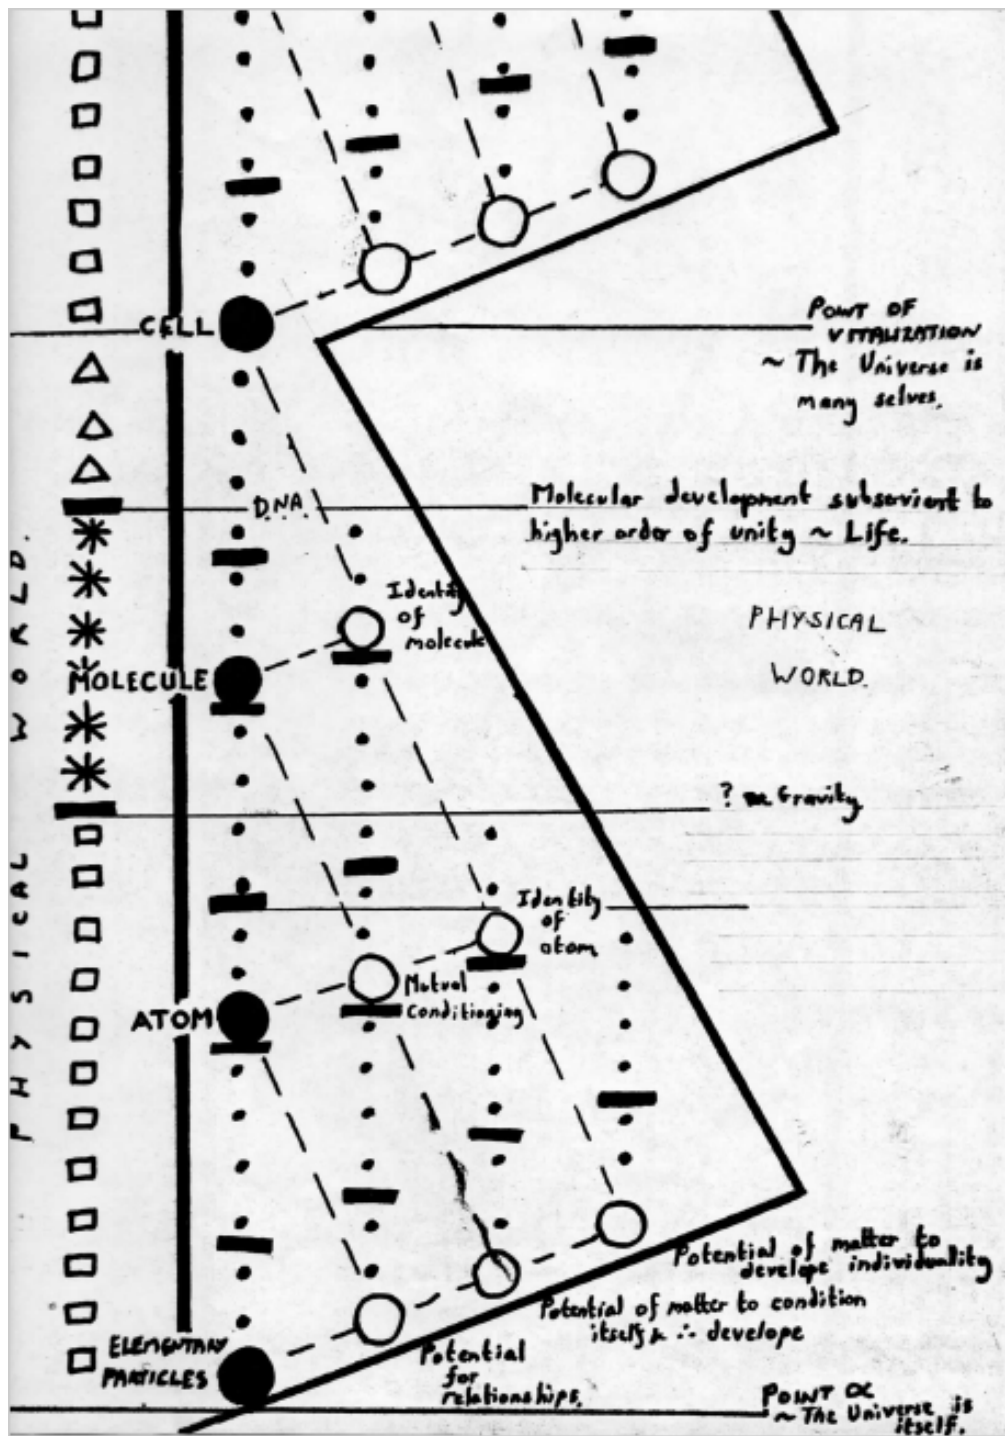 CELL
POINT OF
VITALIZATION
~ The Universe is
many selves.
D.N.A.
Molecular development subservient to
higher order of unity ~ Life.
Identity
of
molecule
PHYSICAL
WORLD.
MOLECULE
PHYSICAL WORLD.
? Gravity
Identity
of
atom
Mutual
conditioning
ATOM
Potential of matter to
develope individuality
Potential of matter to condition
itself & ∴ develope
ELEMENTARY
PARTICLES
Potential
for
relationships.
POINT α
~ The Universe is
itself.